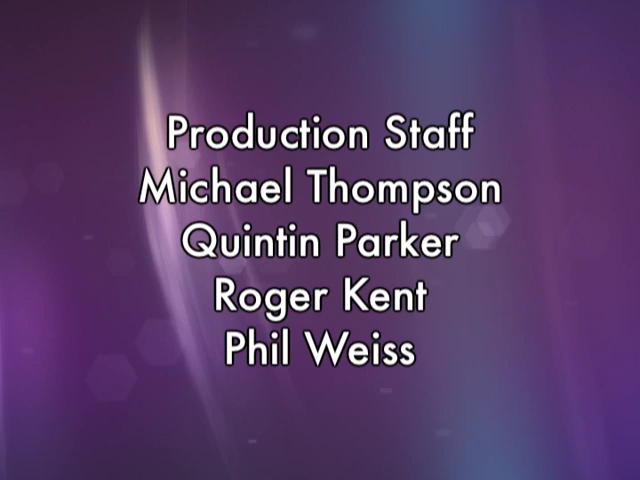 Production Staff
Michael Thompson
Quintin Parker
Roger Kent
Phil Weiss